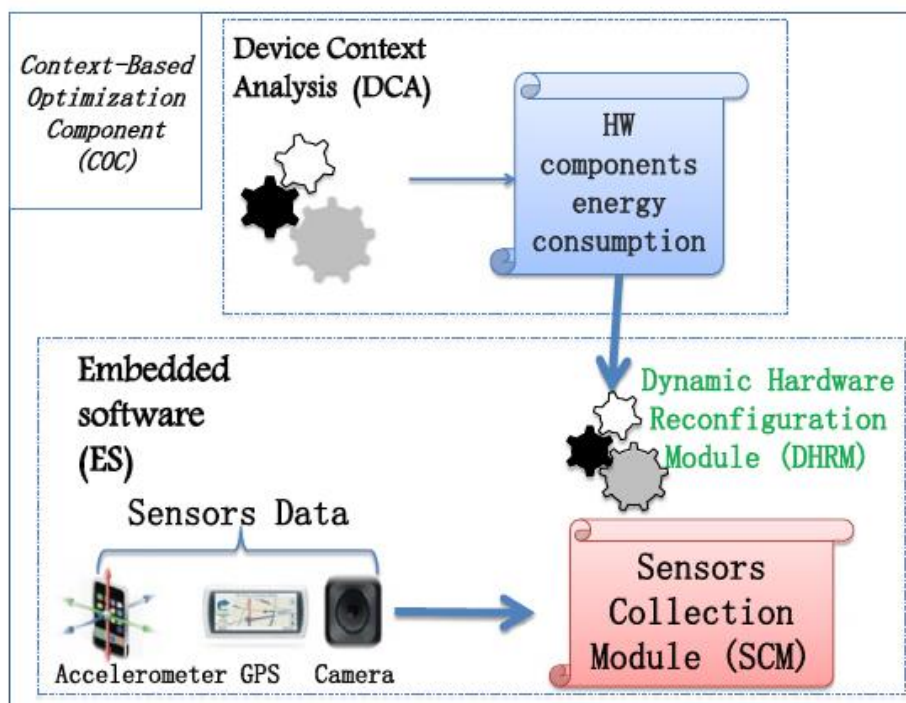 Context-Based
Optimization
Component
(COC)
Device Context
Analysis (DCA)
HW
components
energy
consumption
Embedded
software
(ES)
Dynamic Hardware
Reconfiguration
Module (DHRM)
Sensors Data
Accelerometer GPS Camera
Sensors
Collection
Module (SCM)